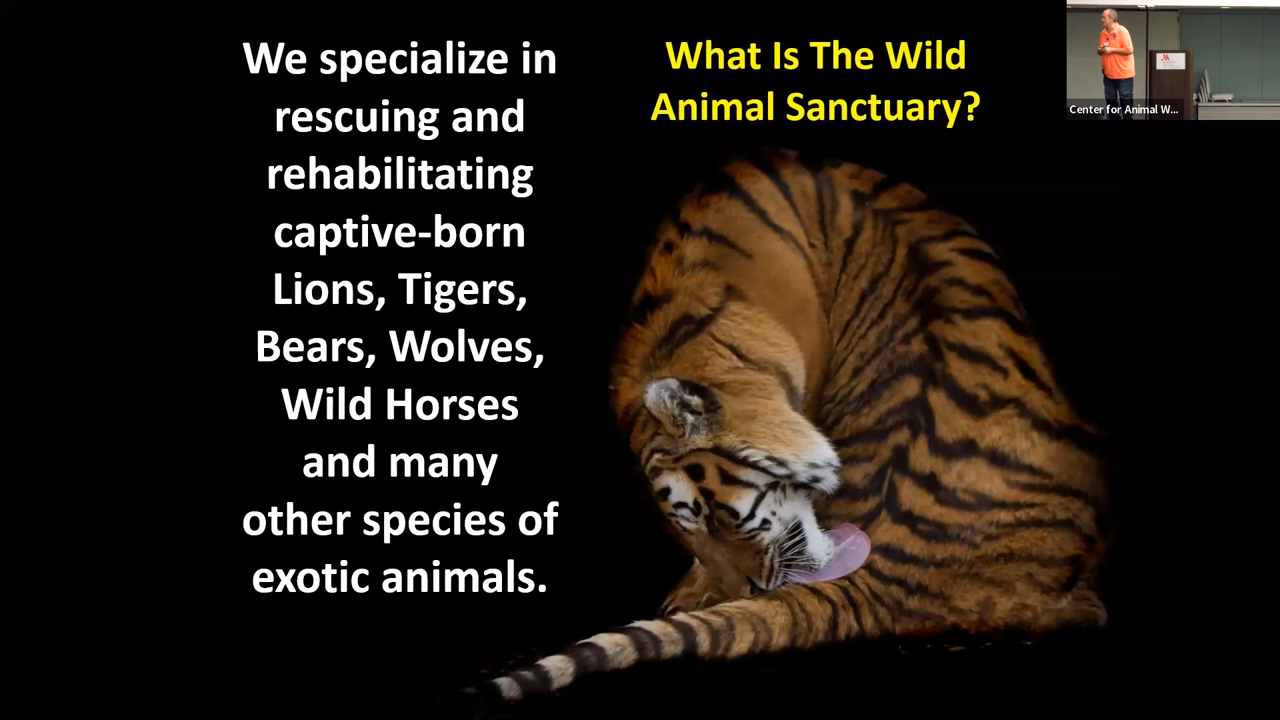 We specialize in
rescuing and
rehabilitating
captive-born
Lions, Tigers,
Bears, Wolves,
Wild Horses
and many
other species of
exotic animals.
What Is The Wild
Animal Sanctuary?
Center for Animal W...